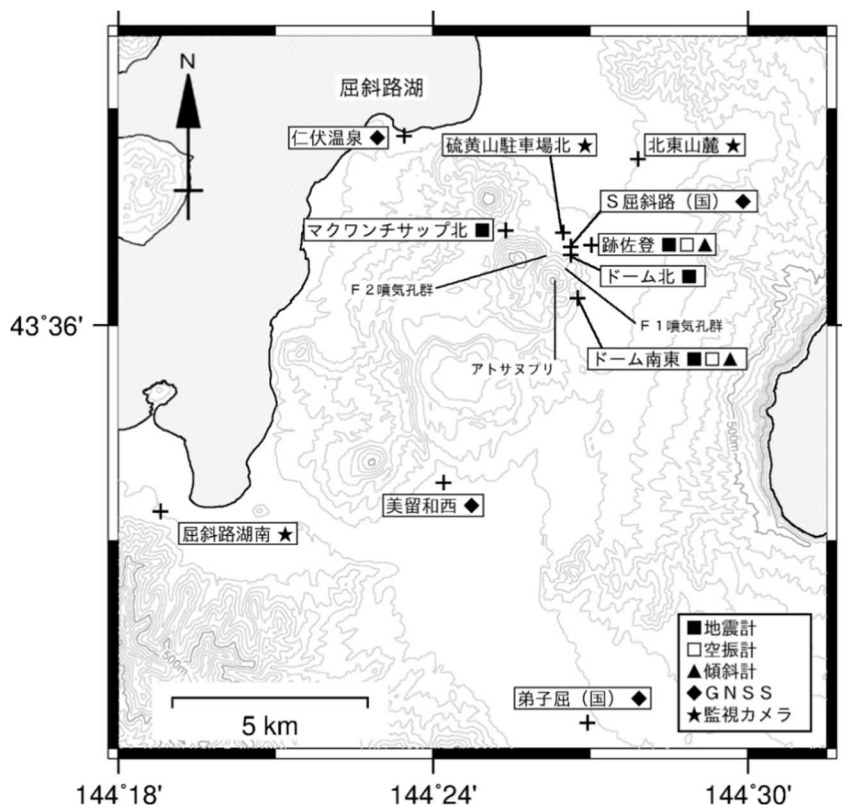 N
屈斜路湖
仁伏温泉 ◆
硫黄山駐車場北 ★
北東山麓 ★
S屈斜路（国） ◆
マクワンチサップ北 ■
跡佐登 ■□▲
ドーム北 ■
F2噴気孔群
43°36'
F1噴気孔群
アトサヌプリ
ドーム南東 ■□▲
500m
美留和西 ◆
屈斜路湖南 ★
500m
■地震計
□空振計
▲傾斜計
◆GNSS
★監視カメラ
弟子屈（国） ◆
5 km
144°18'
144°24'
144°30'